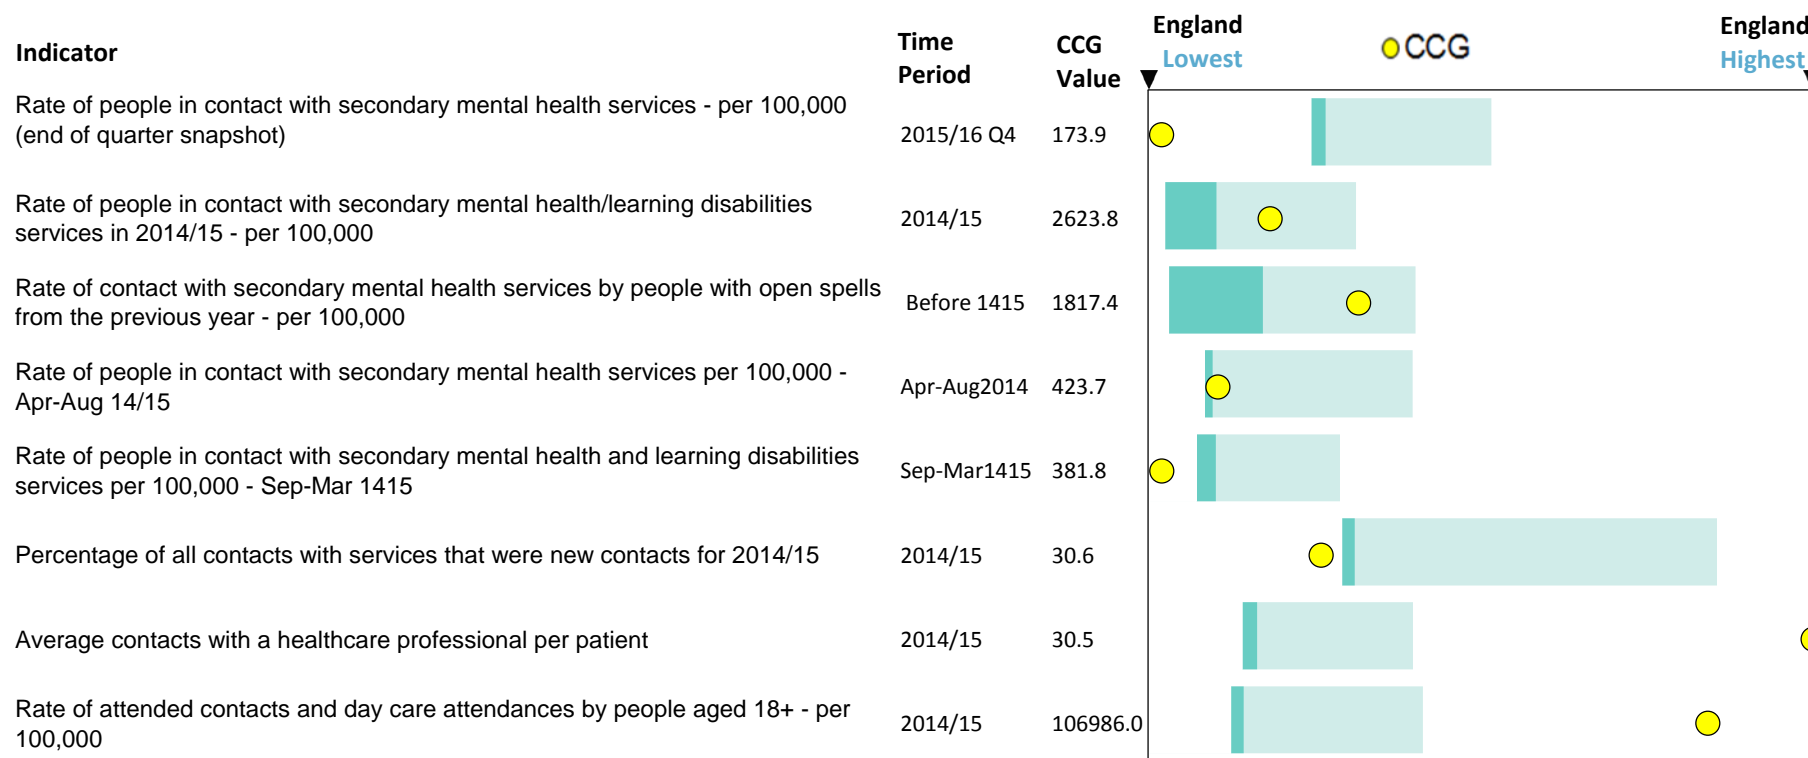 Indicator
Time Period
CCG Value
England Lowest
CCG
England Highest
Rate of people in contact with secondary mental health services - per 100,000
(end of quarter snapshot)
2015/16 Q4 173.9
Rate of people in contact with secondary mental health/learning disabilities
services in 2014/15 - per 100,000
2014/15 2623.8
Rate of contact with secondary mental health services by people with open spells
from the previous year - per 100,000
Before 1415 1817.4
Rate of people in contact with secondary mental health services per 100,000 -
Apr-Aug 14/15
Apr-Aug2014 423.7
Rate of people in contact with secondary mental health and learning disabilities
services per 100,000 - Sep-Mar 1415
Sep-Mar1415 381.8
Percentage of all contacts with services that were new contacts for 2014/15
2014/15 30.6
Average contacts with a healthcare professional per patient
2014/15 30.5
Rate of attended contacts and day care attendances by people aged 18+ - per
100,000
2014/15 106986.0